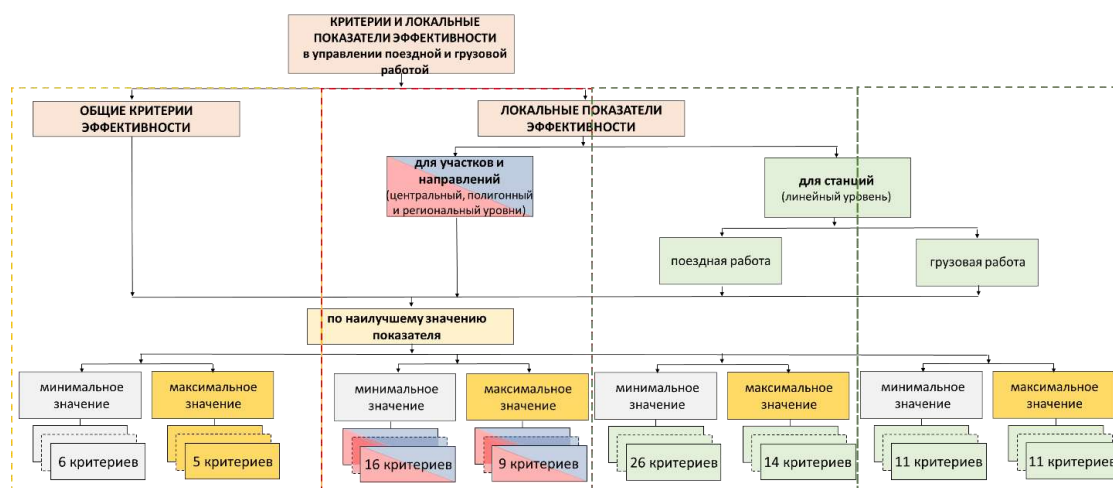 КРИТЕРИИ И ЛОКАЛЬНЫЕ
ПОКАЗАТЕЛИ ЭФФЕКТИВНОСТИ
в управлении поездной и грузовой
работой
ОБЩИЕ КРИТЕРИИ
ЭФФЕКТИВНОСТИ
ЛОКАЛЬНЫЕ ПОКАЗАТЕЛИ
ЭФФЕКТИВНОСТИ
для участков и
направлений
(центральный, полигонный
и региональный уровни)
для станций
(линейный уровень)
поездная работа
грузовая работа
по наилучшему значению
показателя
минимальное
значение
максимальное
значение
минимальное
значение
максимальное
значение
минимальное
значение
максимальное
значение
минимальное
значение
максимальное
значение
6 критериев
5 критериев
16 критериев
9 критериев
26 критериев
14 критериев
11 критериев
11 критериев